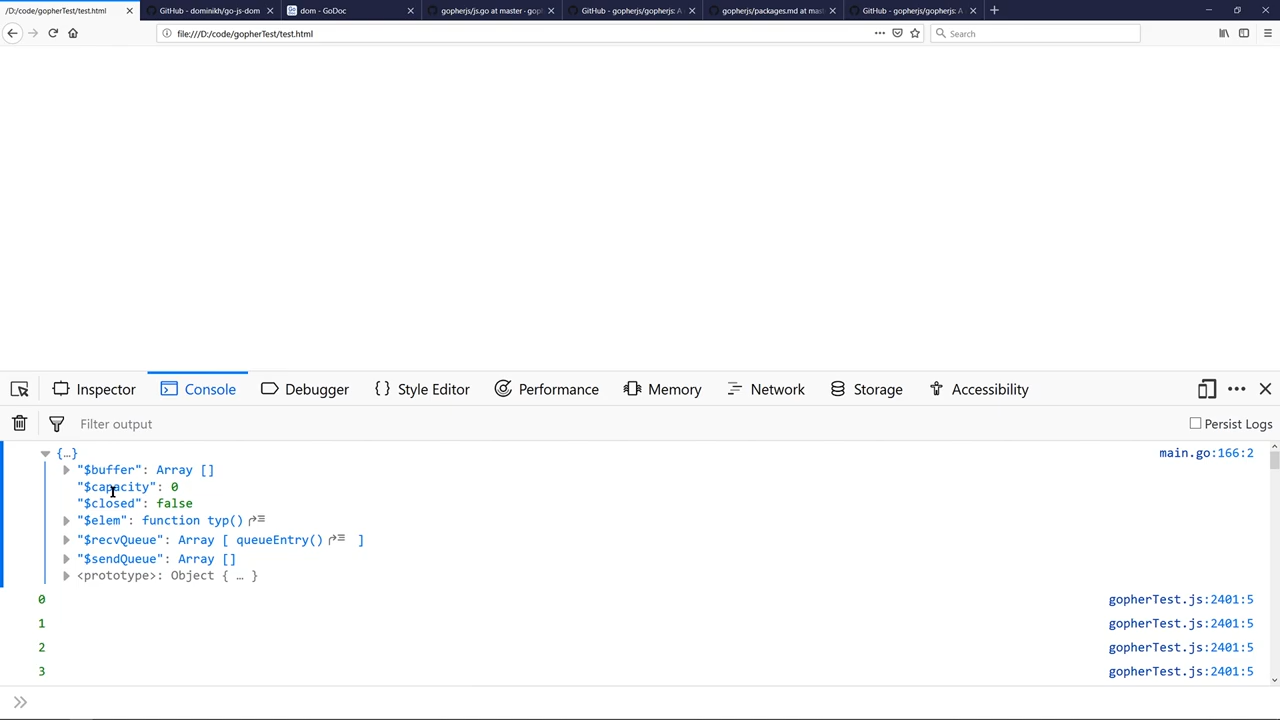 /D:/code/gopherTest/test.html
GitHub - dominikh/go-js-dom
dom - GoDoc
gopherjs/js.go at master · gop
GitHub - gopherjs/gopherjs: A
gopherjs/packages.md at mas
GitHub - gopherjs/gopherjs: A
file:///D:/code/gopherTest/test.html
Search
Inspector
Console
Debugger
{} Style Editor
Performance
Memory
Network
Storage
Accessibility
Filter output
Persist Logs
{…}
main.go:166:2
"$buffer": Array []
"$capacity": 0
"$closed": false
"$elem": function typ()
"$recvQueue": Array [ queueEntry() ]
"$sendQueue": Array []
<prototype>: Object { … }
0 gopherTest.js:2401:5
1 gopherTest.js:2401:5
2 gopherTest.js:2401:5
3 gopherTest.js:2401:5